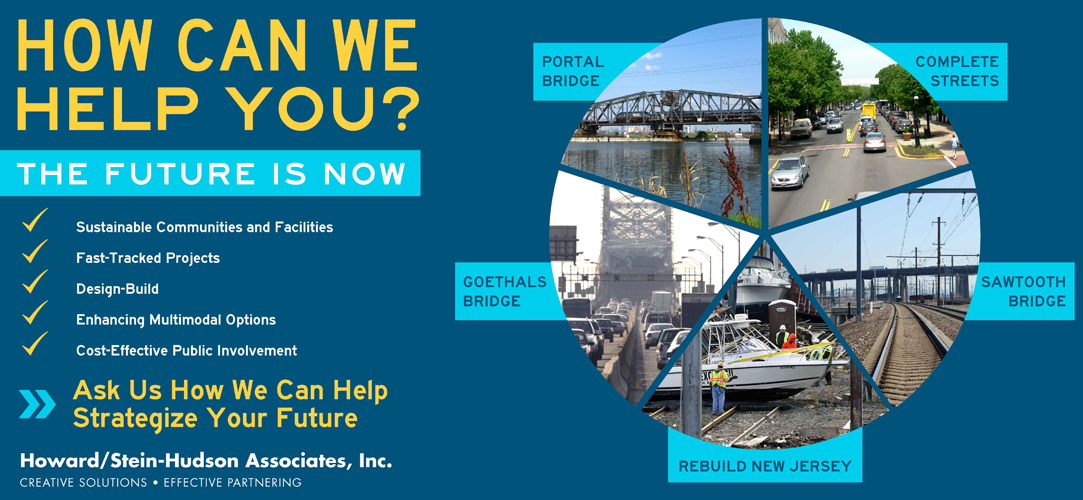 HOW CAN WE
HELP YOU?
THE FUTURE IS NOW
Sustainable Communities and Facilities
Fast-Tracked Projects
Design-Build
Enhancing Multimodal Options
Cost-Effective Public Involvement
Ask Us How We Can Help
Strategize Your Future
Howard/Stein-Hudson Associates, Inc.
CREATIVE SOLUTIONS • EFFECTIVE PARTNERING
PORTAL
BRIDGE
COMPLETE
STREETS
GOETHALS
BRIDGE
SAWTOOTH
BRIDGE
REBUILD NEW JERSEY